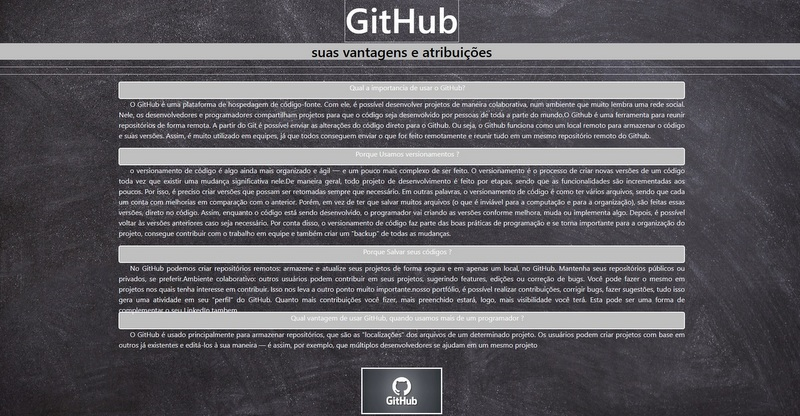 GitHub
suas vantagens e atribuições
Qual a importancia de usar o GitHub?
O GitHub é uma plataforma de hospedagem de código-fonte. Com ele, é possível desenvolver projetos de maneira colaborativa, num ambiente que muito lembra uma rede social.
Nele, os desenvolvedores e programadores compartilham projetos para que o código seja desenvolvido por pessoas de toda a parte do mundo.O Github é uma ferramenta para reunir
repositórios de forma remota. A partir do Git é possível enviar as alterações do código direto para o Github. Ou seja, o Github funciona como um local remoto para armazenar o código
e suas versões. Assim, é muito utilizado em equipes, já que todos conseguem enviar o que for feito remotamente e reunir tudo em um mesmo repositório remoto do Github.
Porque Usamos versionamentos ?
o versionamento de código é algo ainda mais organizado e ágil — e um pouco mais complexo de ser feito. O versionamento é o processo de criar novas versões de um código
toda vez que existir uma mudança significativa nele.De maneira geral, todo projeto de desenvolvimento é feito por etapas, sendo que as funcionalidades são incrementadas aos
poucos. Por isso, é preciso criar versões que possam ser retomadas sempre que necessário. Em outras palavras, o versionamento de código é como ter vários arquivos, sendo que cada
um conta com melhorias em comparação com o anterior. Porém, em vez de ter que salvar muitos arquivos (o que é inviável para a computação e para a organização), são feitas essas
versões, direto no código. Assim, enquanto o código está sendo desenvolvido, o programador vai criando as versões conforme melhora, muda ou implementa algo. Depois, é possível
voltar às versões anteriores caso seja necessário. Por conta disso, o versionamento de código faz parte das boas práticas de programação e se torna importante para a organização do
projeto, consegue contribuir com o trabalho em equipe e também criar um "backup" de todas as mudanças.
Porque Salvar seus códigos ?
No GitHub podemos criar repositórios remotos: armazene e atualize seus projetos de forma segura e em apenas um local, no GitHub. Mantenha seus repositórios públicos ou
privados, se preferir.Ambiente colaborativo: outros usuários podem contribuir em seus projetos, sugerindo features, edições ou correção de bugs. Você pode fazer o mesmo em
projetos nos quais tenha interesse em contribuir. Isso nos leva a outro ponto muito importante nosso portfólio, é possível realizar contribuições, corrigir bugs, fazer sugestões, tudo isso
gera uma atividade em seu "perfil" do GitHub. Quanto mais contribuições você fizer, mais preenchido estará, logo, mais visibilidade você terá. Esta pode ser uma forma de
complementar o seu LinkedIn também.
Qual vantagem de usar GitHub, quando usamos mais de um programador ?
O GitHub é usado principalmente para armazenar repositórios, que são as "localizações" dos arquivos de um determinado projeto. Os usuários podem criar projetos com base em
outros já existentes e editá-los à sua maneira — é assim, por exemplo, que múltiplos desenvolvedores se ajudam em um mesmo projeto
GitHub